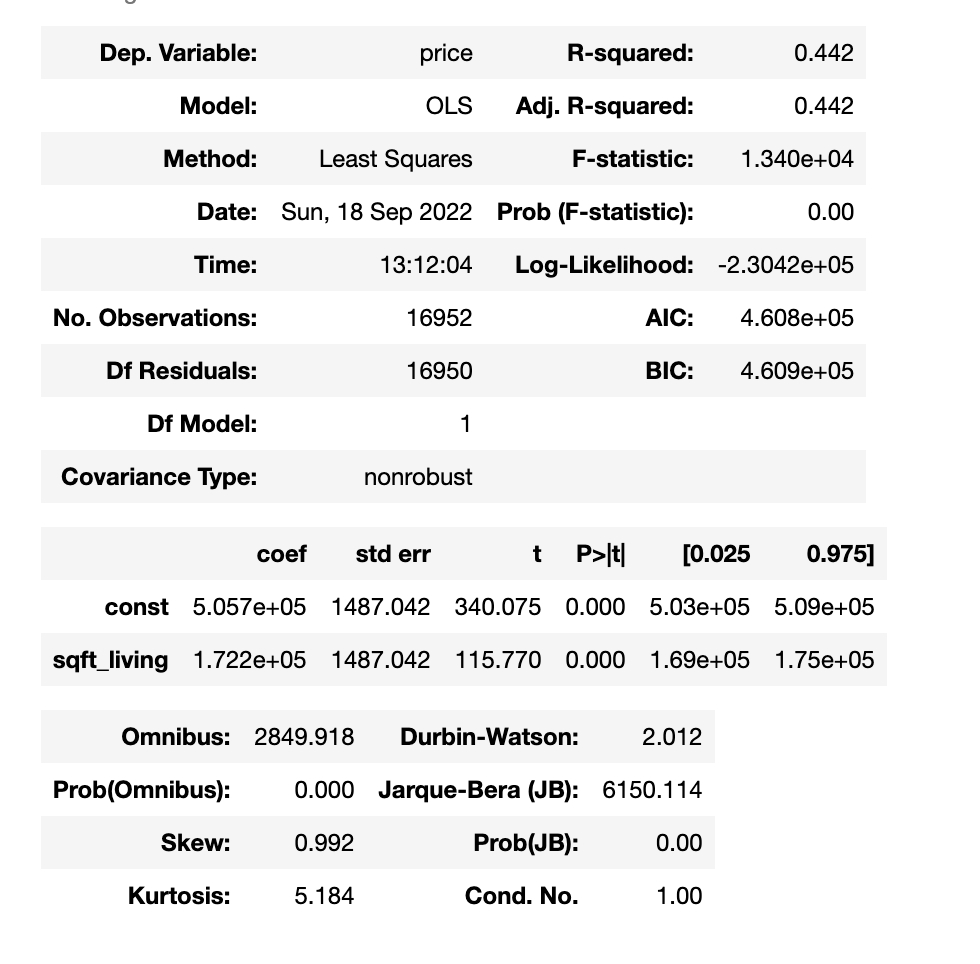 Dep. Variable: price R-squared: 0.442
Model: OLS Adj. R-squared: 0.442
Method: Least Squares F-statistic: 1.340e+04
Date: Sun, 18 Sep 2022 Prob (F-statistic): 0.00
Time: 13:12:04 Log-Likelihood: -2.3042e+05
No. Observations: 16952 AIC: 4.608e+05
Df Residuals: 16950 BIC: 4.609e+05
Df Model: 1
Covariance Type: nonrobust
coef std err t P>|t| [0.025 0.975]
const 5.057e+05 1487.042 340.075 0.000 5.03e+05 5.09e+05
sqft_living 1.722e+05 1487.042 115.770 0.000 1.69e+05 1.75e+05
Omnibus: 2849.918 Durbin-Watson: 2.012
Prob(Omnibus): 0.000 Jarque-Bera (JB): 6150.114
Skew: 0.992 Prob(JB): 0.00
Kurtosis: 5.184 Cond. No. 1.00